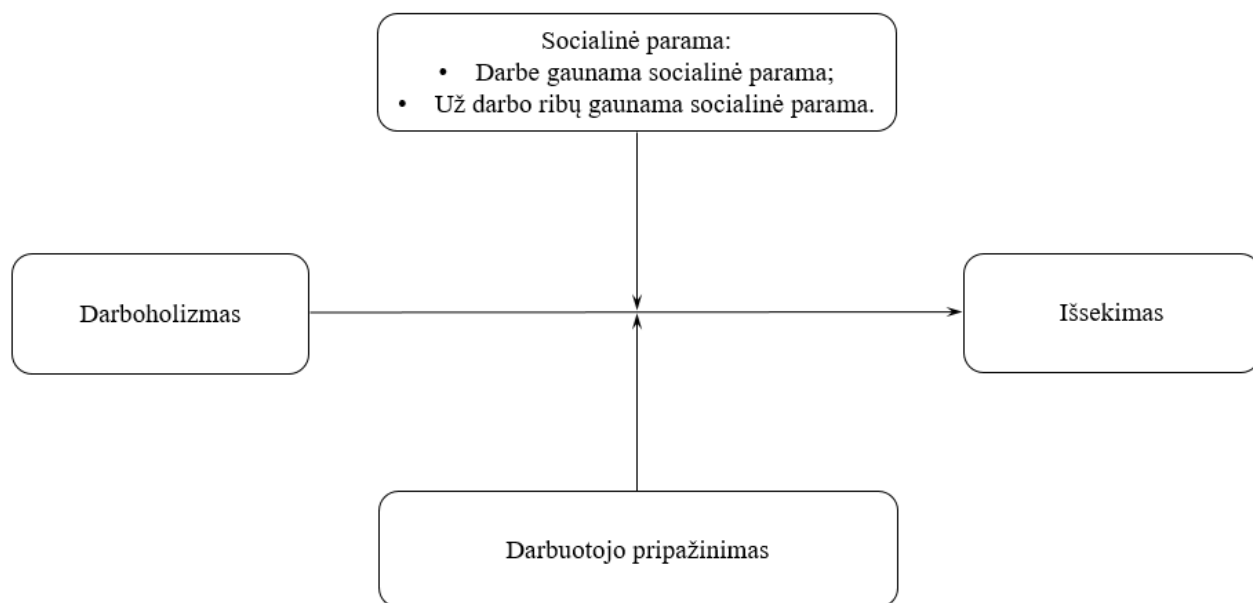 Socialinė parama:
• Darbe gaunama socialinė parama;
• Už darbo ribų gaunama socialinė parama.
Darboholizmas
Išsekimas
Darbuotojo pripažinimas